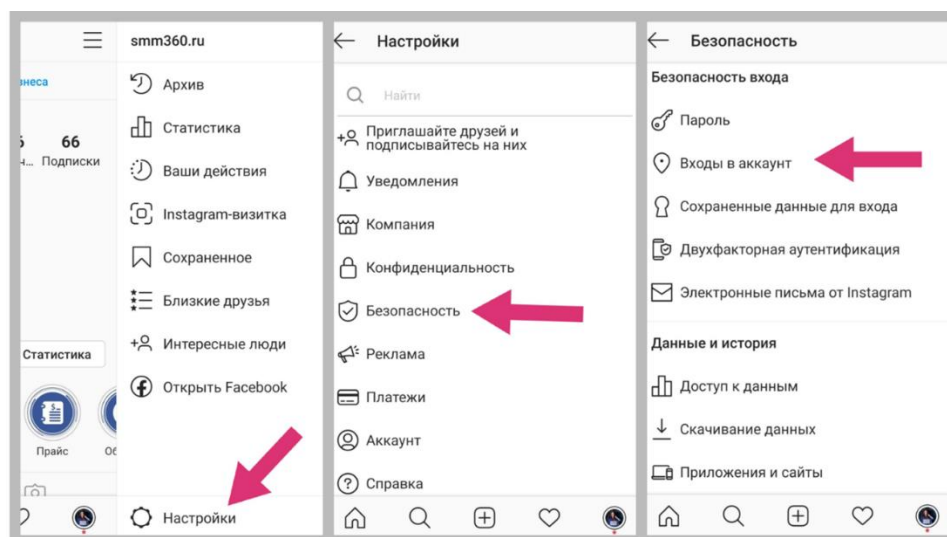 smm360.ru
знеса
66
ч... Подписки
Статистика
Прайс
Об
Архив
Статистика
Ваши действия
Instagram-визитка
Сохраненное
Близкие друзья
Интересные люди
Открыть Facebook
Настройки
Настройки
Найти
Приглашайте друзей и
подписывайтесь на них
Уведомления
Компания
Конфиденциальность
Безопасность
Реклама
Платежи
Аккаунт
Справка
Безопасность
Безопасность входа
Пароль
Входы в аккаунт
Сохраненные данные для входа
Двухфакторная аутентификация
Электронные письма от Instagram
Данные и история
Доступ к данным
Скачивание данных
Приложения и сайты